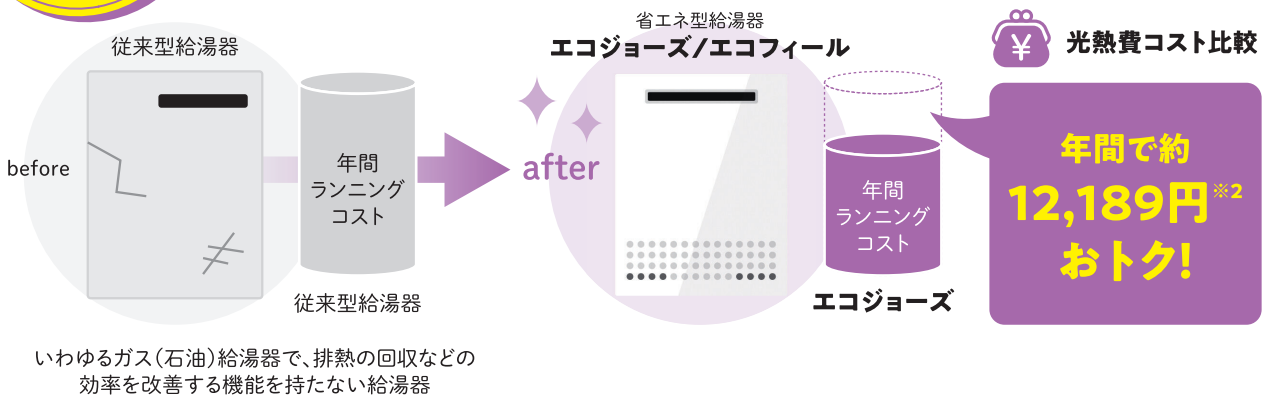 従来型給湯器
before
年間
ランニング
コスト
従来型給湯器
いわゆるガス(石油)給湯器で、排熱の回収などの
効率を改善する機能を持たない給湯器
省エネ型給湯器
エコジョーズ/エコフィール
after
年間
ランニング
コスト
エコジョーズ
¥
光熱費コスト比較
年間で約
12,189円※2
おトク!